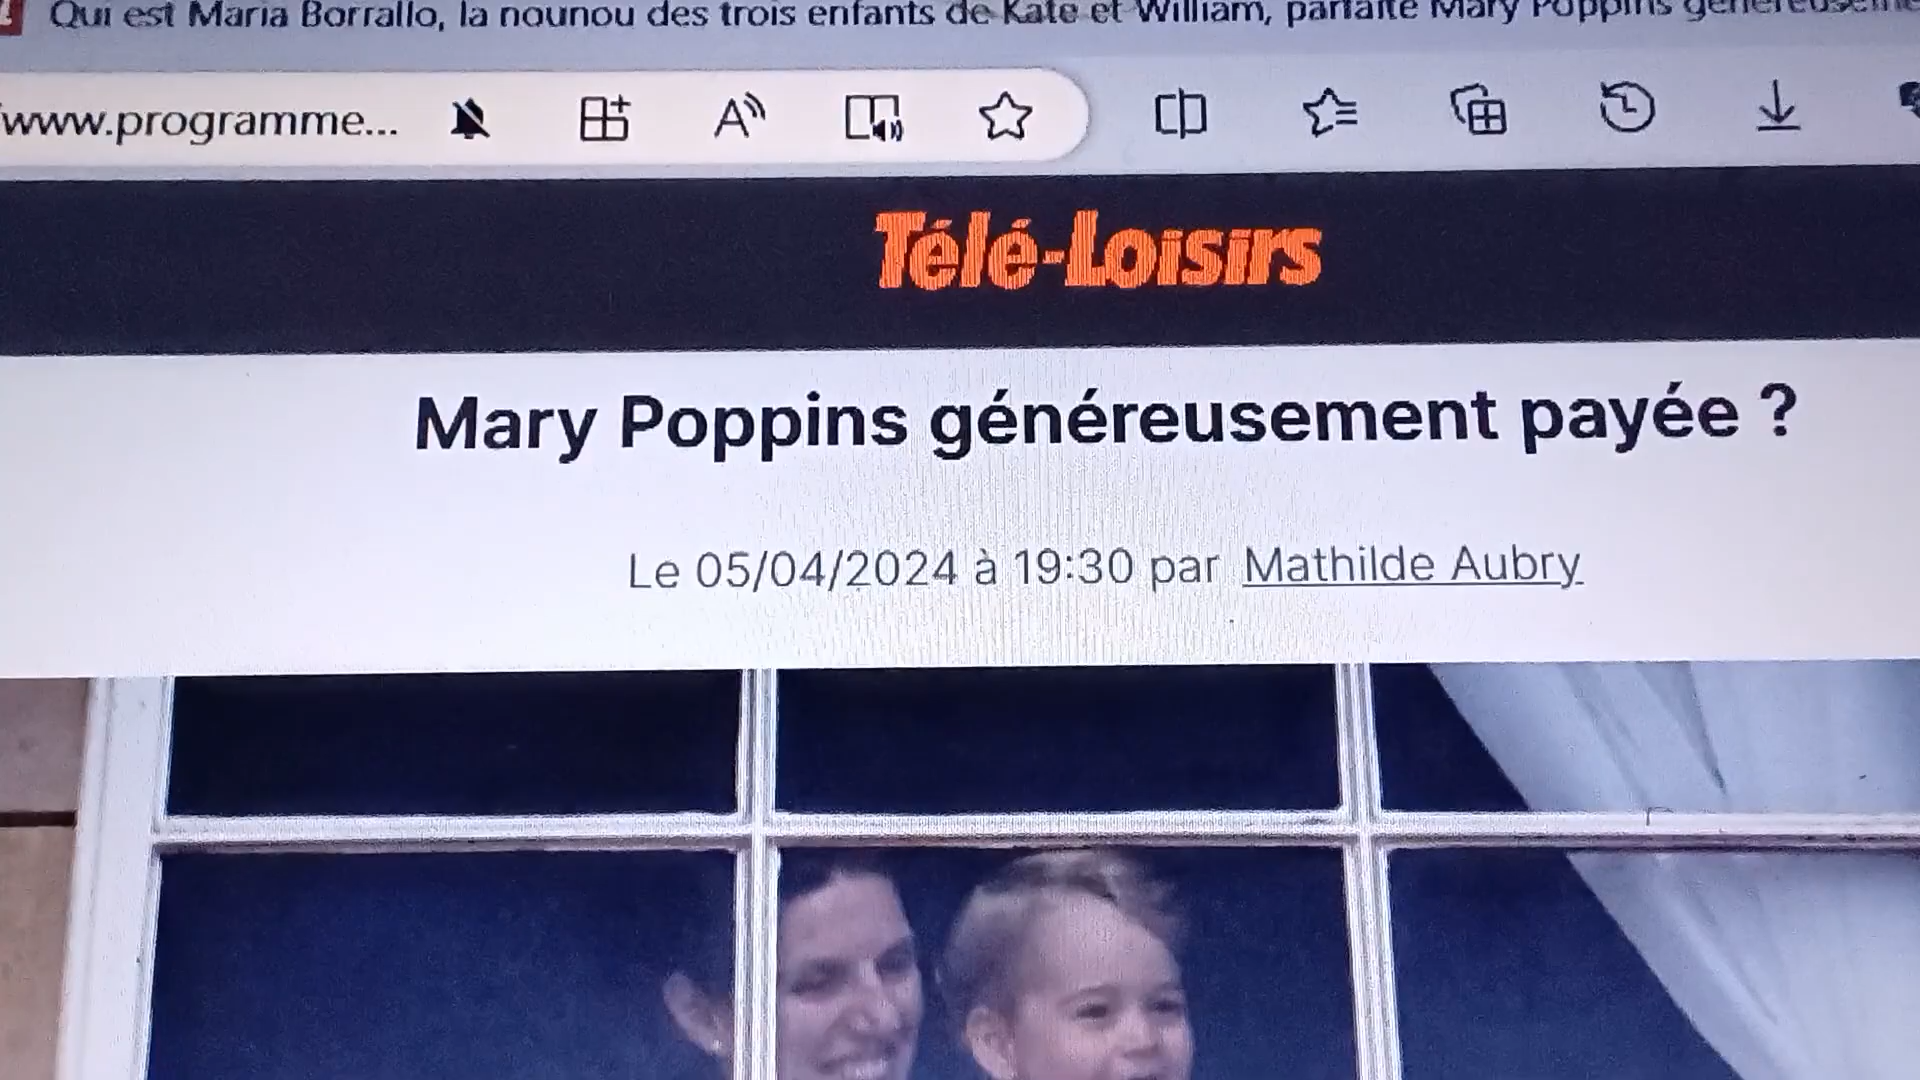 Qui est Maria Borrallo, la nounou des trois enfants de Kate et William, parfaite Mary Poppins
www.programme...
Télé-Loisirs
Mary Poppins généreusement payée ?
Le 05/04/2024 à 19:30 par Mathilde Aubry